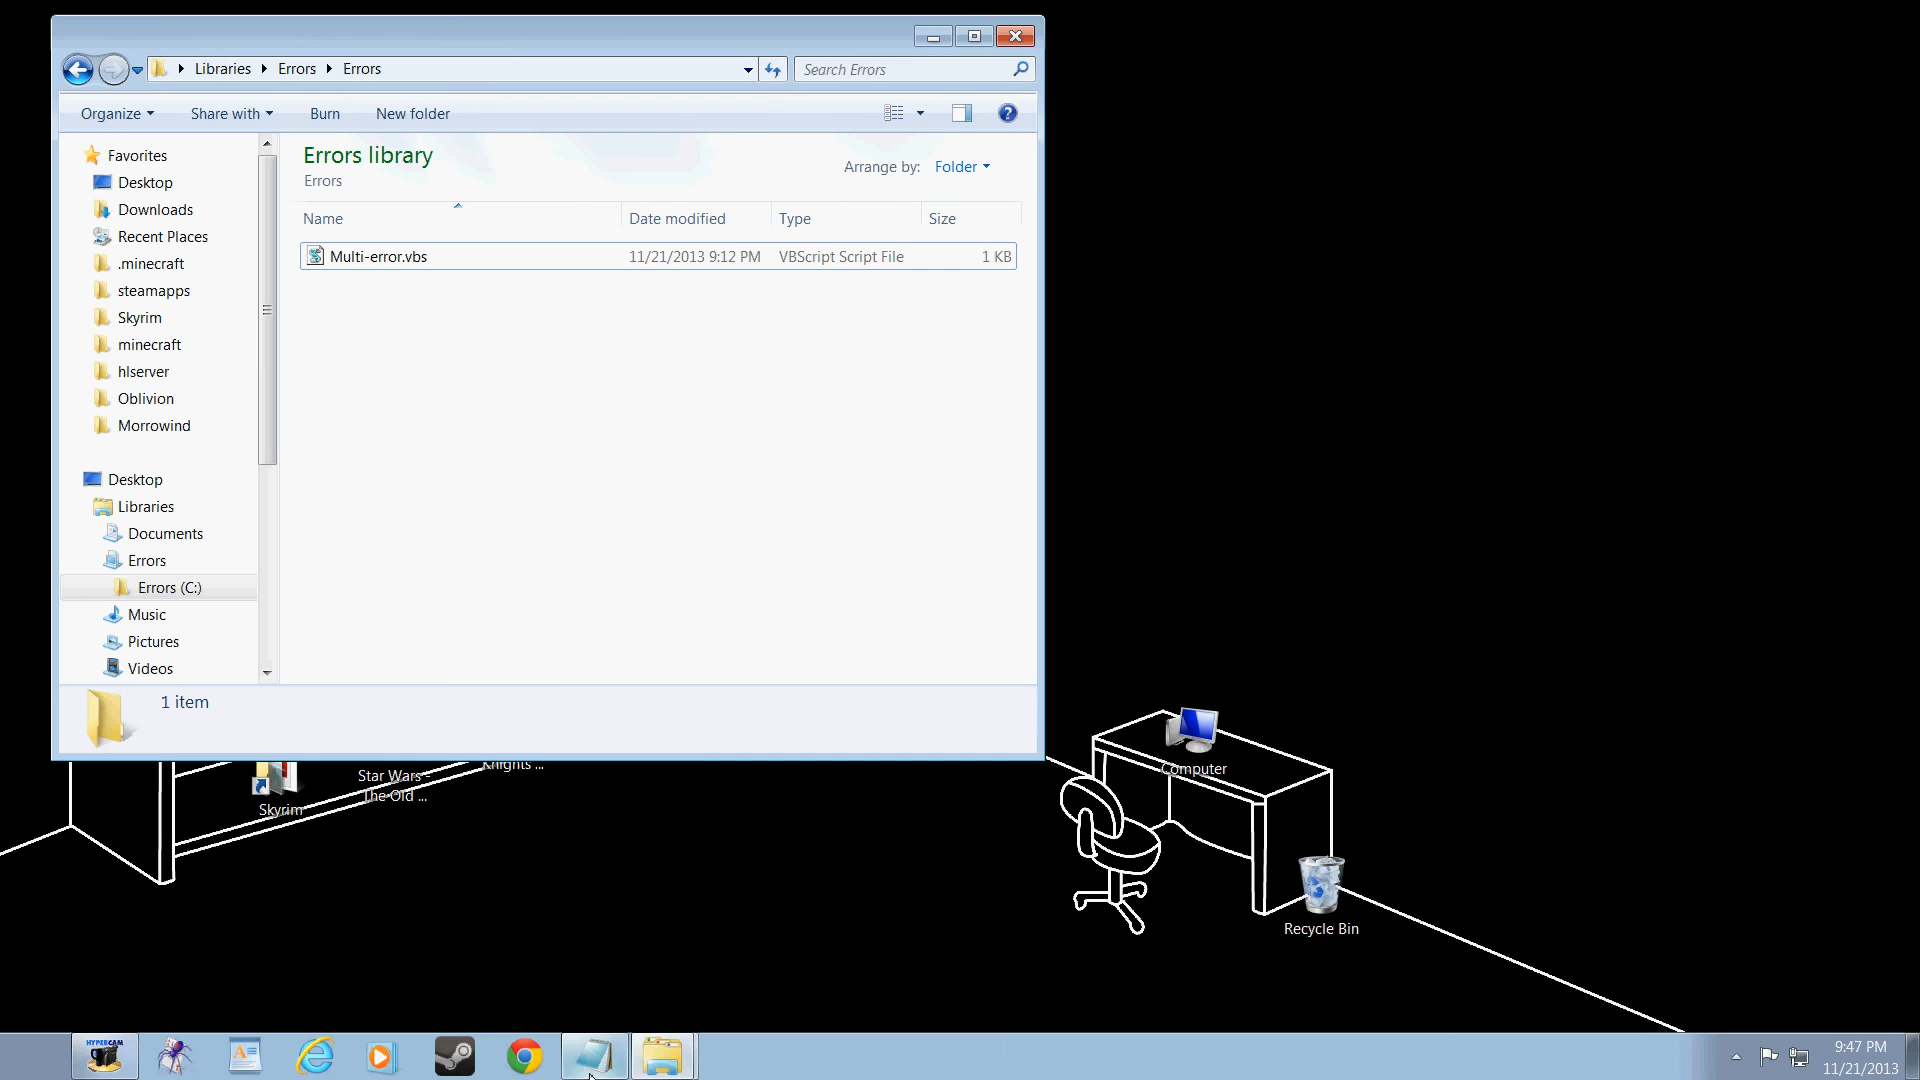 Libraries Errors Errors
Search Errors
Organize Share with Burn New folder
Errors library
Errors
Arrange by: Folder
Name Date modified Type Size
Multi-error.vbs 11/21/2013 9:12 PM VBScript Script File 1 KB
Favorites
Desktop
Downloads
Recent Places
.minecraft
steamapps
Skyrim
minecraft
hlserver
Oblivion
Morrowind
Desktop
Libraries
Documents
Errors
Errors (C:)
Music
Pictures
Videos
1 item
Skyrim
Star Wars -
The Old ...
Knights ...
Computer
Recycle Bin
HYPERCAM
9:47 PM
11/21/2013